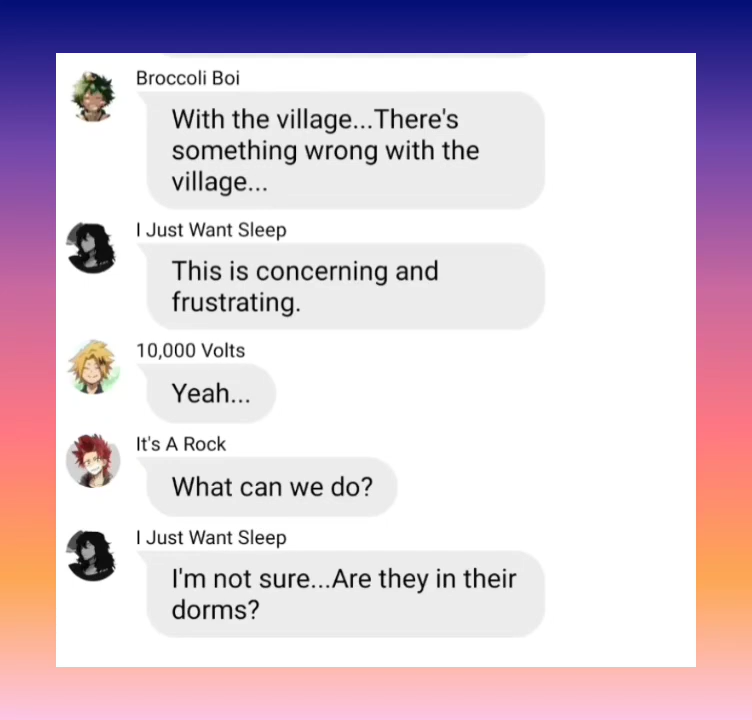 Broccoli Boi
With the village...There's
something wrong with the
village...
I Just Want Sleep
This is concerning and
frustrating.
10,000 Volts
Yeah...
It's A Rock
What can we do?
I Just Want Sleep
I'm not sure...Are they in their
dorms?